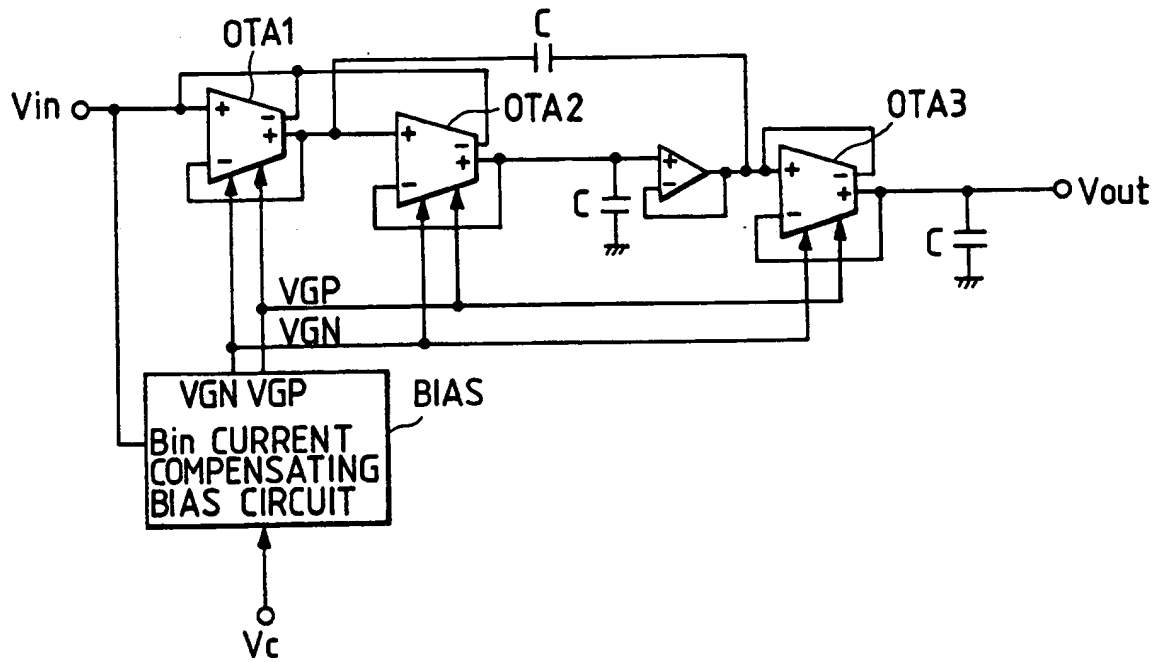 C
OTA1
Vin
+
-
-
+
OTA2
+
-
-
+
OTA3
+
-
+
-
-
+
Vout
C
C
VGP
VGN
VGN VGP
BIAS
Bin CURRENT
COMPENSATING
BIAS CIRCUIT
Vc